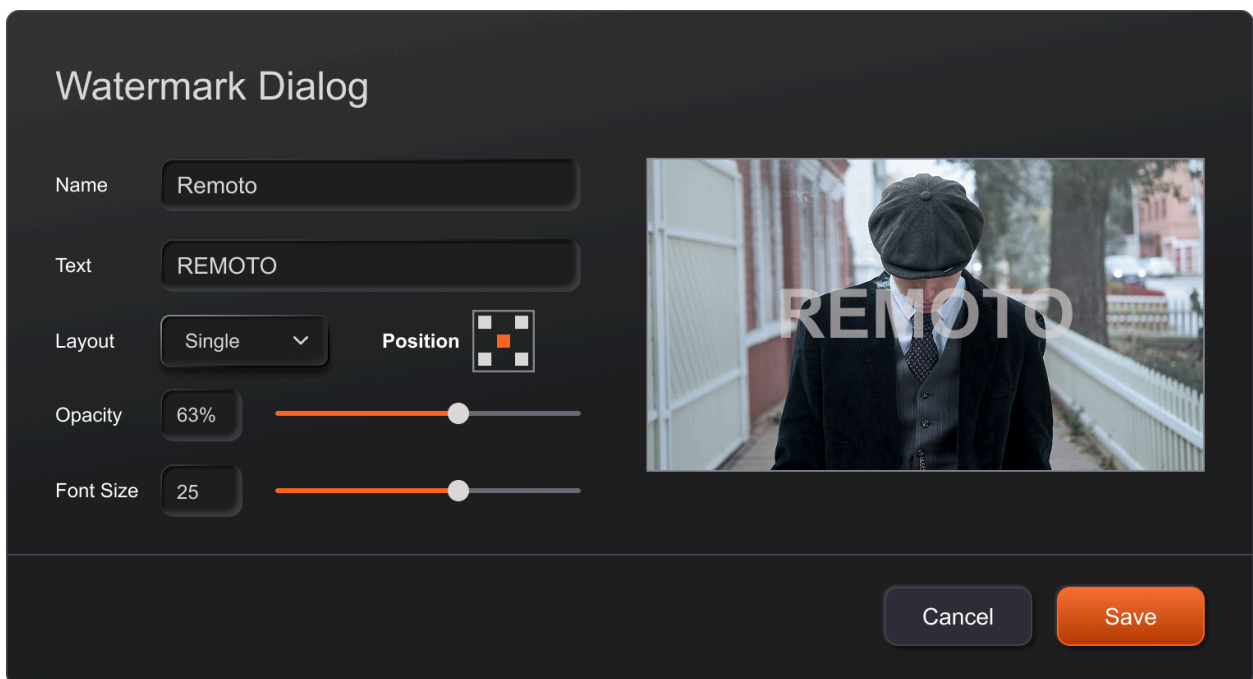 Watermark Dialog
Name
Remoto
Text
REMOTO
Layout
Single
Position
Opacity
63%
Font Size
25
REMOTO
Cancel
Save